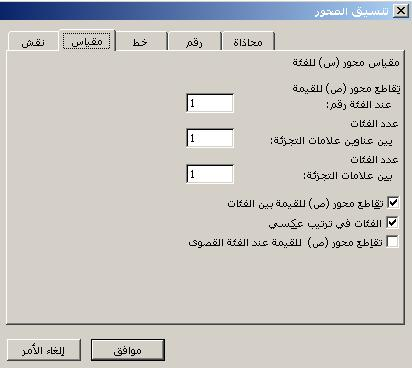 تنسيق المحور
نقش
مقياس
خط
رقم
محاذاة
مقياس محور (س) للفئة
تقاطع محور (ص) للقيمة
عند الفئة رقم:
1
عدد الفئات
بين عناوين علامات التجزئة:
1
عدد الفئات
بين علامات التجزئة:
1
تقاطع محور (ص) للقيمة بين الفئات
الفئات في ترتيب عكسي
تقاطع محور (ص) للقيمة عند الفئة القصوى
موافق
إلغاء الأمر